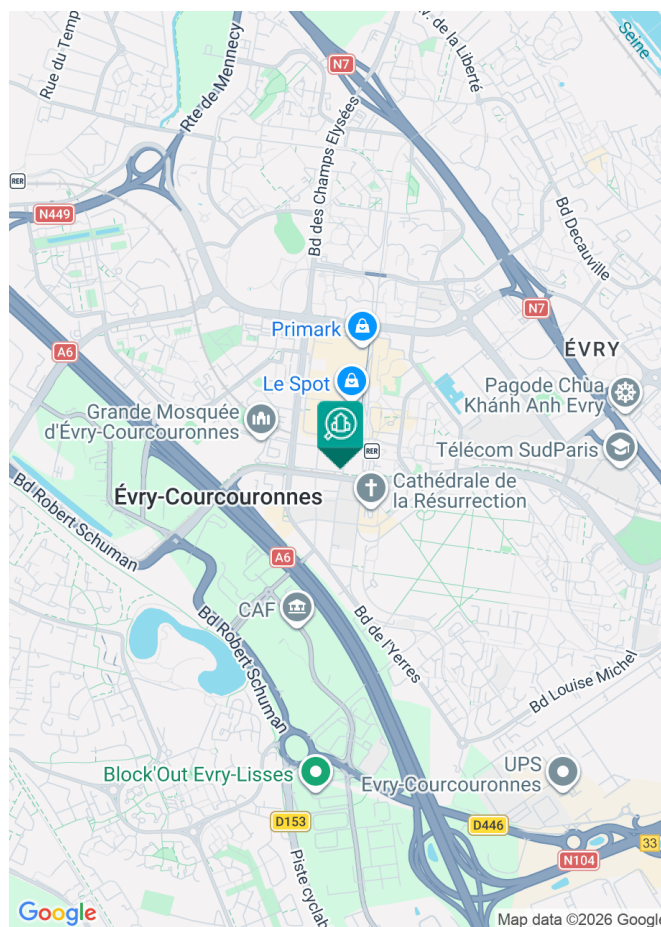 Rue du Temp
Rte de Mennecy
N7
Av. de la Liberté
Seine
RER
N449
Bd des Champs Elysées
Bd Decauville
N7
A6
Primark
ÉVRY
Le Spot
Pagode Chùa
Khánh Anh Evry
Grande Mosquée
d'Évry-Courcouronnes
RER
Télécom SudParis
Cathédrale de
la Résurrection
Évry-Courcouronnes
Bd Robert Schuman
A6
CAF
Bd Robert Schuman
Bd de l'Yerres
Bd Louise Michel
UPS
Evry-Courcouronnes
Block'Out Evry-Lisses
D153
D446
33
N104
Piste cyclab
Google
Map data ©2026 Google